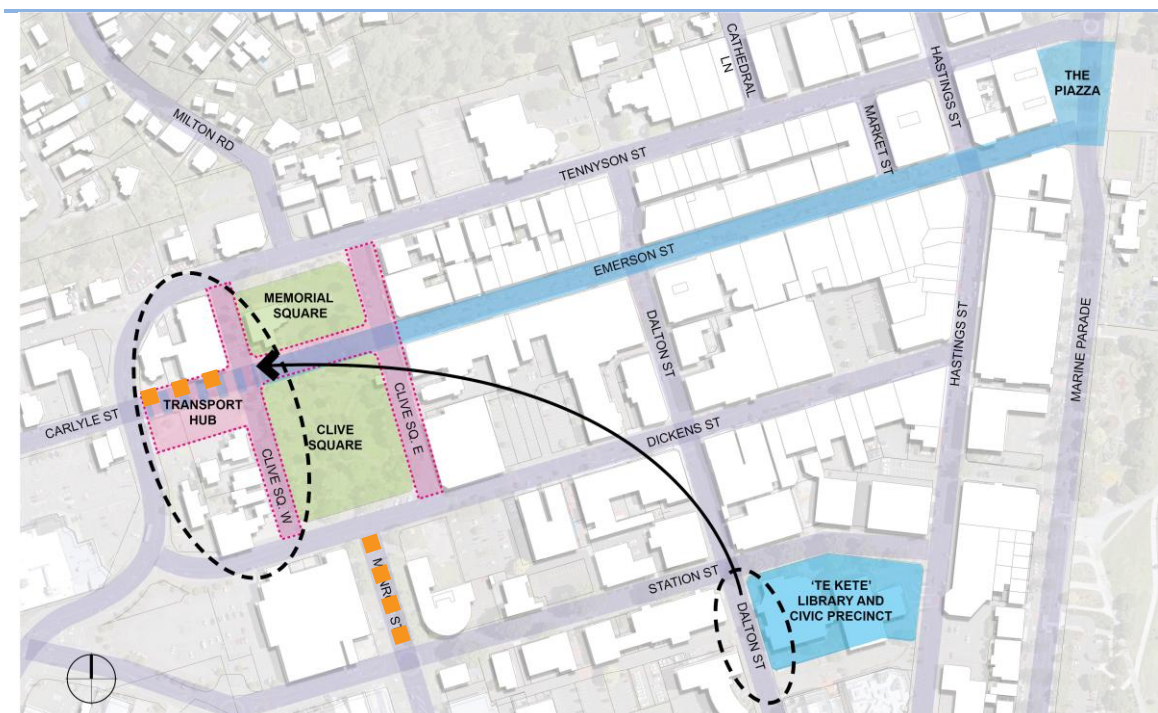 CATHEDRAL
LN
HASTINGS ST
THE
PIAZZA
MILTON RD
MARKET ST
TENNYSON ST
EMERSON ST
MEMORIAL
SQUARE
DALTON ST
HASTINGS ST
MARINE PARADE
CARLYLE ST
TRANSPORT
HUB
CLIVE
SQUARE
CLIVE SQ. E
CLIVE SQ. W
DICKENS ST
STATION ST
DALTON ST
'TE KETE'
LIBRARY AND
CIVIC PRECINCT